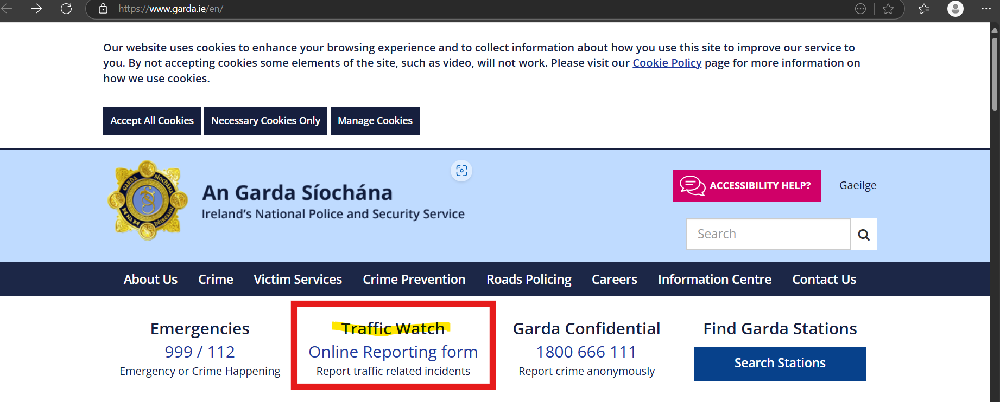 https://www.garda.ie/en/
Our website uses cookies to enhance your browsing experience and to collect information about how you use this site to improve our service to
you. By not accepting cookies some elements of the site, such as video, will not work. Please visit our Cookie Policy page for more information on
how we use cookies.
Accept All Cookies Necessary Cookies Only Manage Cookies
GARDA SÍOCHÁNA NA HÉIREANN
An Garda Síochána
Ireland's National Police and Security Service
ACCESSIBILITY HELP?
Gaeilge
Search
About Us Crime Victim Services Crime Prevention Roads Policing Careers Information Centre Contact Us
Emergencies
999 / 112
Emergency or Crime Happening
Traffic Watch
Online Reporting form
Report traffic related incidents
Garda Confidential
1800 666 111
Report crime anonymously
Find Garda Stations
Search Stations